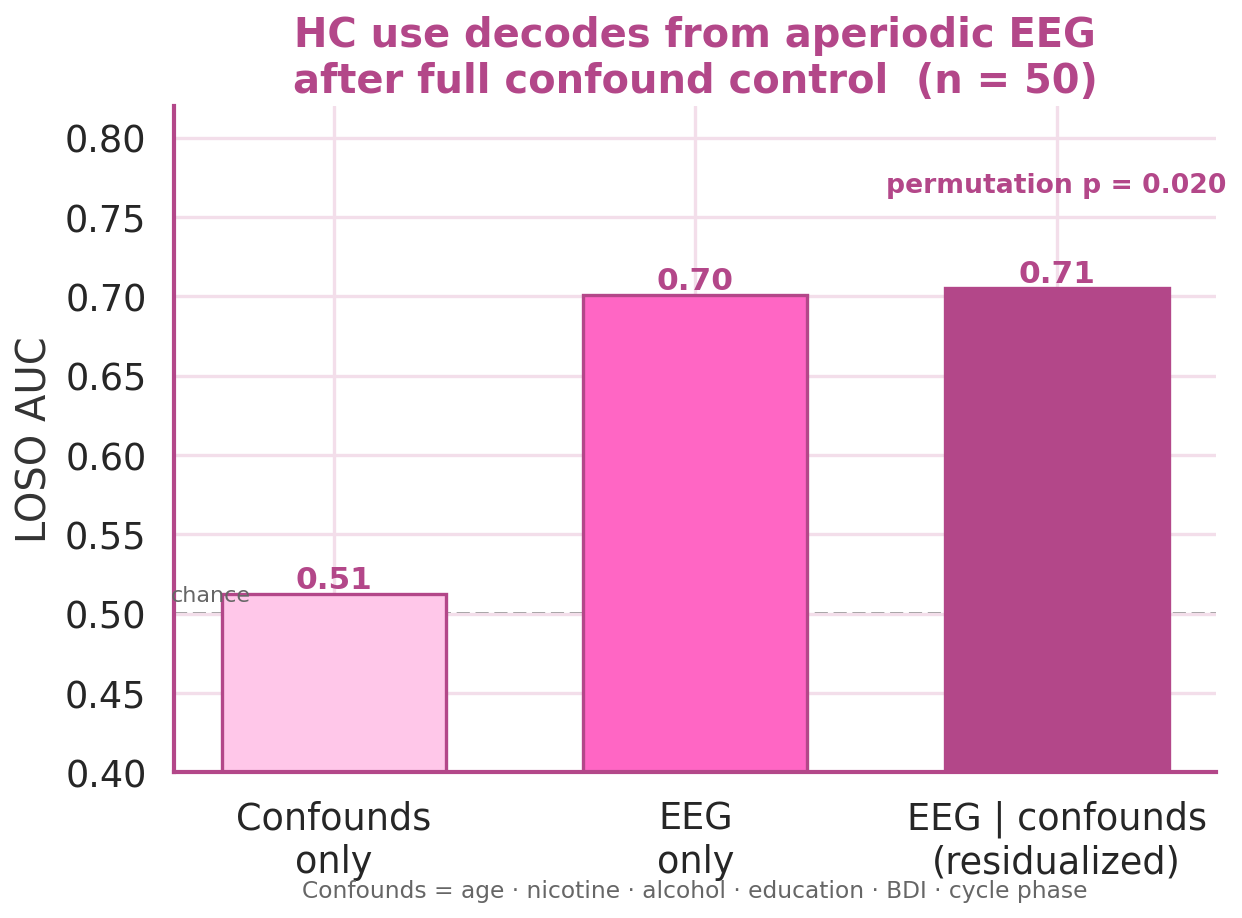 HC use decodes from aperiodic EEG
after full confound control (n = 50)
0.80
permutation p = 0.020
0.75
0.70
0.70
0.71
0.65
0.60
0.55
0.51
chance
0.50
0.45
0.40
LOSO AUC
Confounds
only
EEG
only
EEG | confounds
(residualized)
Confounds = age · nicotine · alcohol · education · BDI · cycle phase